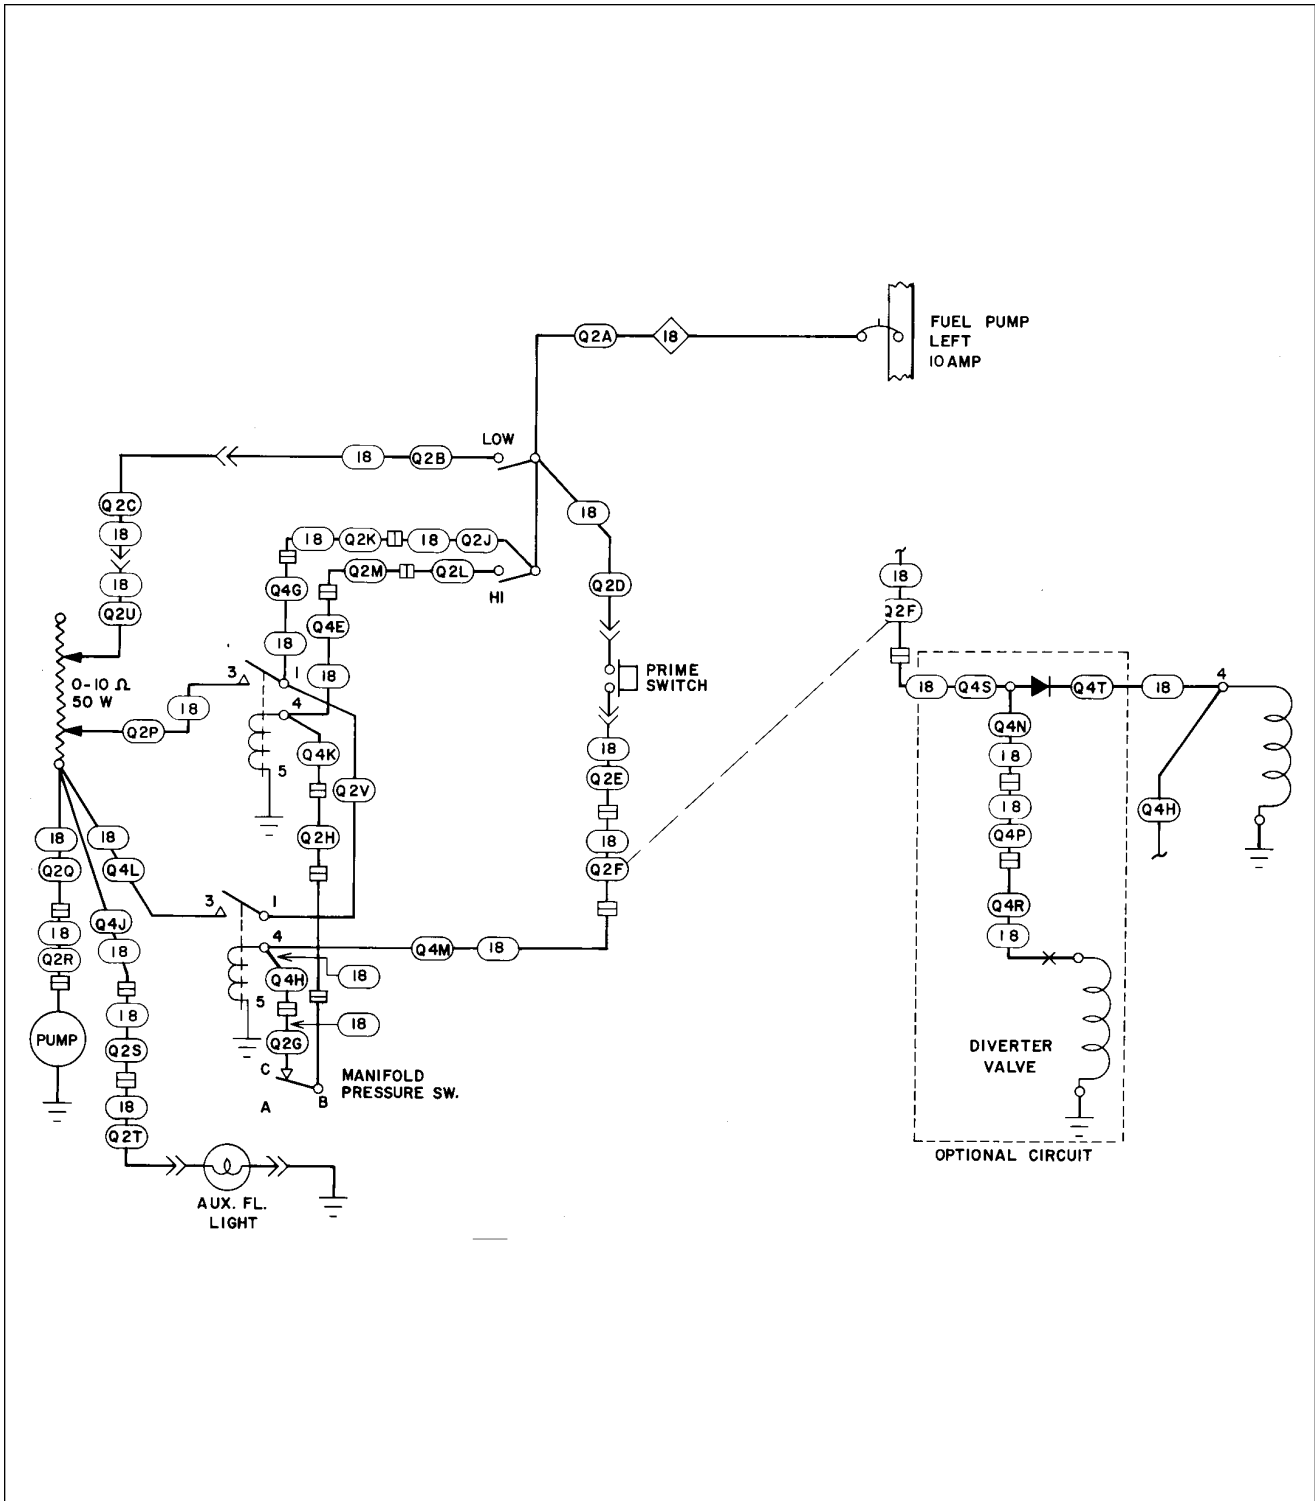 Q2A
18
FUEL PUMP
LEFT
10 AMP
LOW
18
Q2B
Q2C
18
18
Q2U
18
18
Q2K
18
Q2J
Q2M
Q2L
HI
Q4G
18
Q4E
18
Q2D
PRIME
SWITCH
0-10 Ω
50 W
3
1
18
Q2P
4
5
Q4K
Q2V
Q2H
18
Q2E
18
Q2F
18
Q2Q
18
Q2R
PUMP
18
Q4L
Q4J
18
18
Q2S
18
Q2T
3
1
4
5
Q4M
18
Q4H
18
18
Q2G
C
A
B
MANIFOLD
PRESSURE SW.
AUX. FL.
LIGHT
18
Q2F
18
Q4S
Q4T
18
4
Q4N
18
18
Q4P
Q4R
18
Q4H
DIVERTER
VALVE
OPTIONAL CIRCUIT